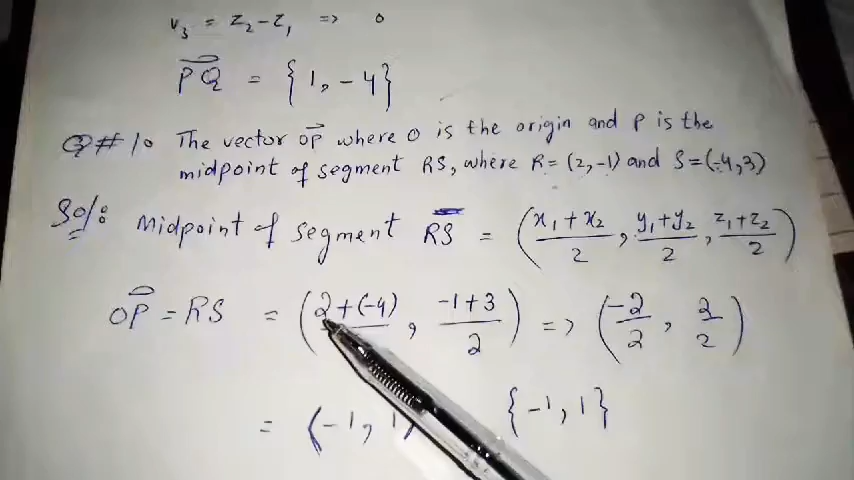 v₃ = z₂-z₁ => 0
PQ = {1, -4}
Q#10 The vector OP where O is the origin and P is the
midpoint of segment RS, where R=(2,-1) and S=(-4,3)
Sol: Midpoint of segment RS = (x₁+x₂/2, y₁+y₂/2, z₁+z₂/2)
OP = RS = (2+(-4), -1+3/2) => (-2/2, 2/2)
= (-1, 1) {-1, 1}